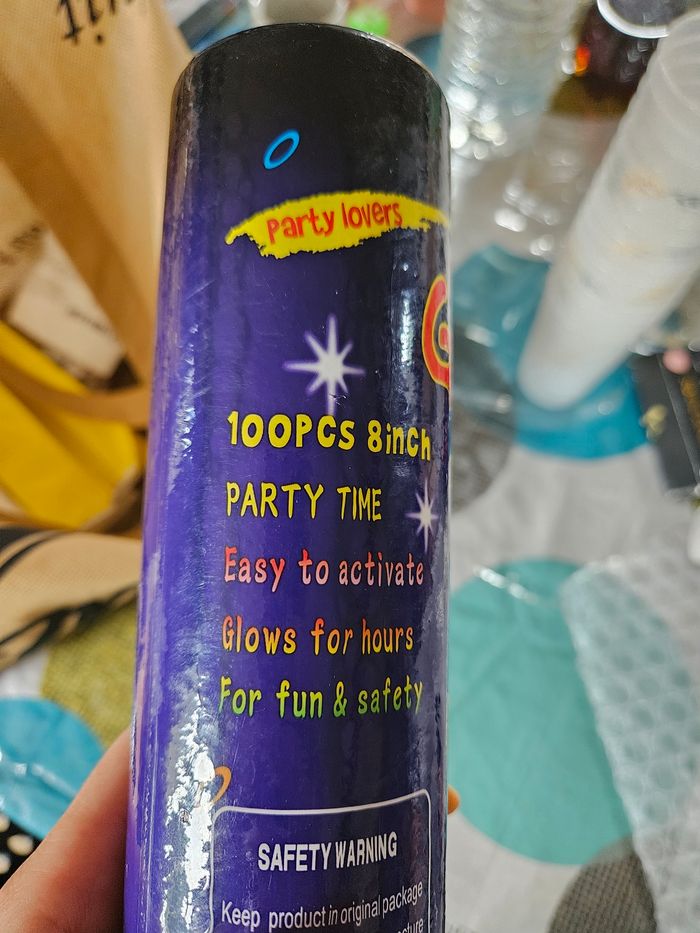 Party lovers
100PCS 8inch
PARTY TIME
Easy to activate
Glows for hours
For fun & safety
SAFETY WARNING
Keep product in original package